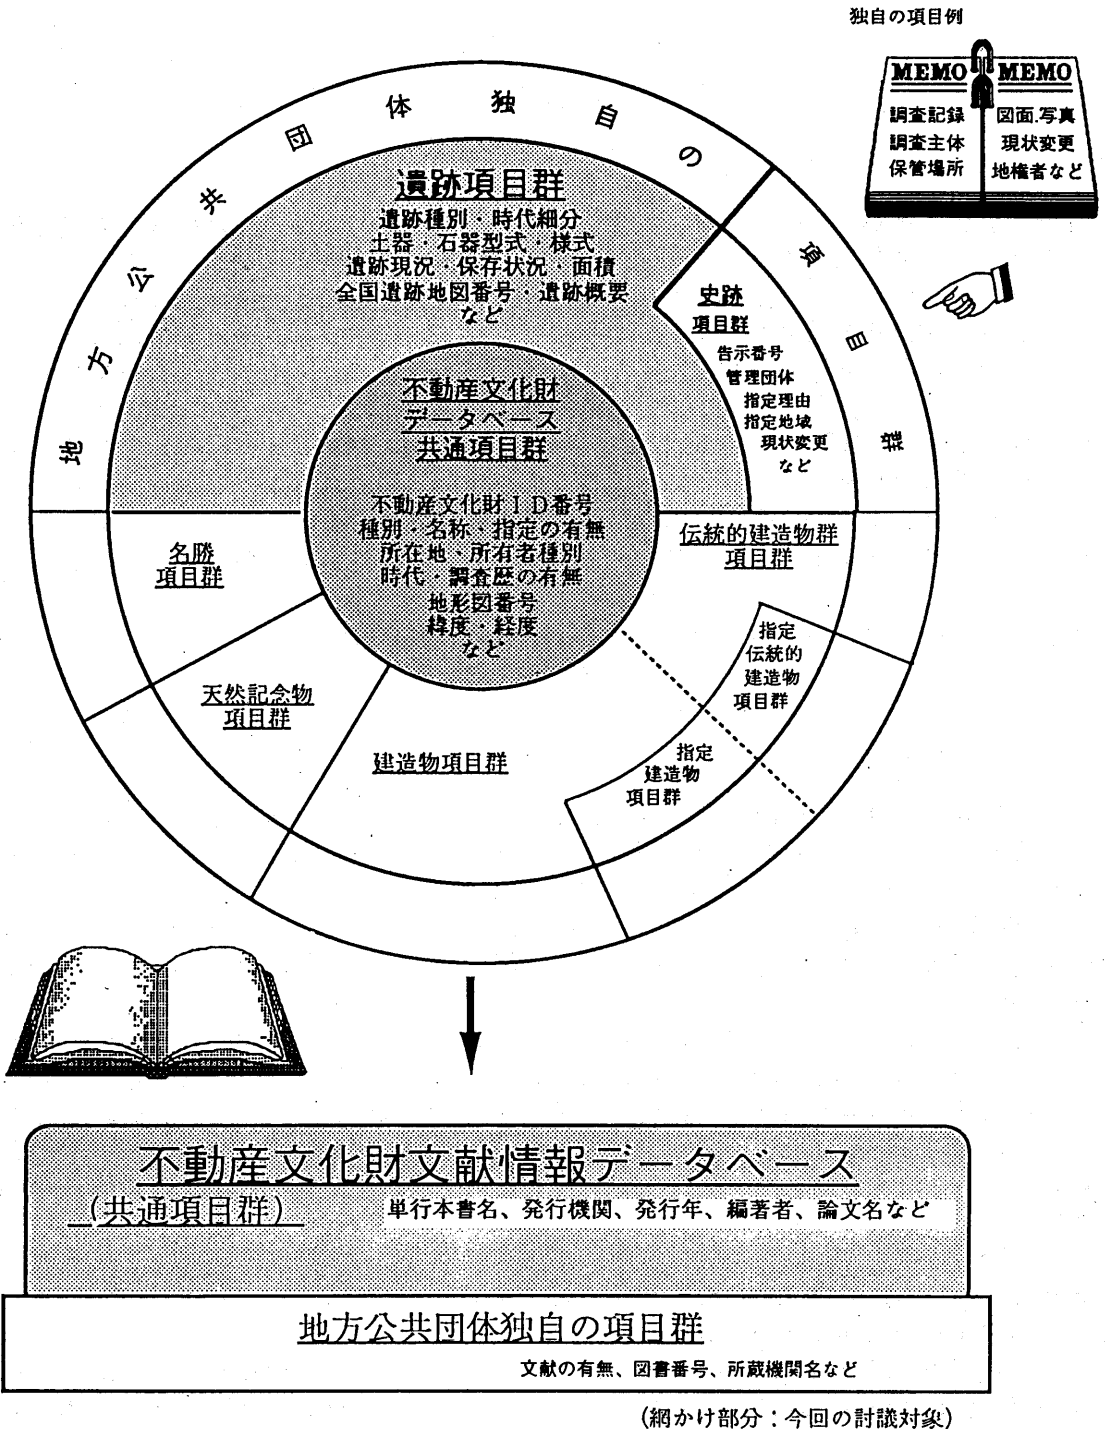 独自の項目例
MEMO
調査記録
調査主体
保管場所
MEMO
図面.写真
現状変更
地権者など
地方公共団体独自の項目群
遺跡項目群
遺跡種別・時代細分
土器・石器型式・様式
遺跡現況・保存状況・面積
全国遺跡地図番号・遺跡概要
など
史跡
項目群
告示番号
管理団体
指定理由
指定地域
現状変更
など
不動産文化財
データベース
共通項目群
不動産文化財ＩＤ番号
種別・名称、指定の有無
所在地、所有者種別
時代・調査歴の有無
地形図番号
緯度・経度
など
名勝
項目群
伝統的建造物群
項目群
指定
伝統的
建造物
項目群
天然記念物
項目群
建造物項目群
指定
建造物
項目群
不動産文化財文献情報データベース
(共通項目群)
単行本書名、発行機関、発行年、編著者、論文名など
地方公共団体独自の項目群
文献の有無、図書番号、所蔵機関名など
(網かけ部分：今回の討議対象)